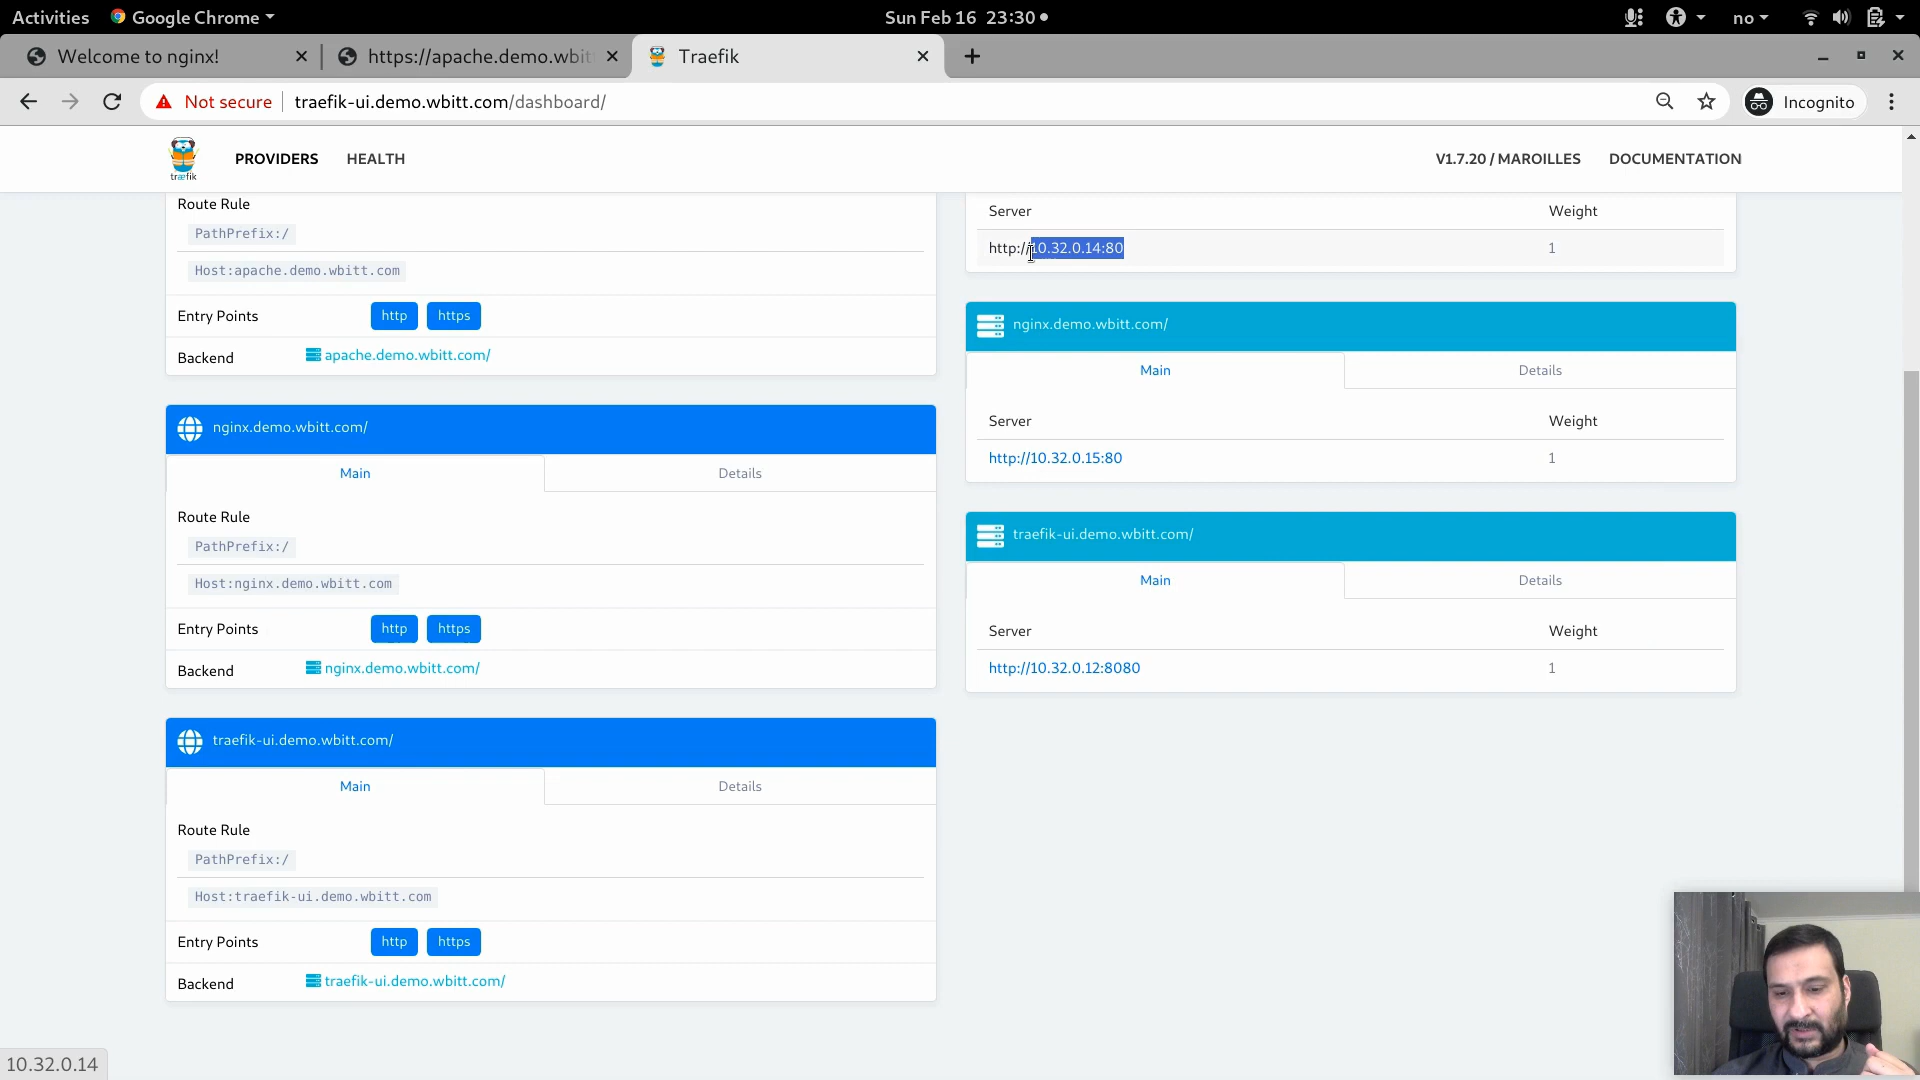 Activities Google Chrome Sun Feb 16 23:30 no
Welcome to nginx! https://apache.demo.wbitt Traefik
Not secure traefik-ui.demo.wbitt.com/dashboard/ Incognito
træfik PROVIDERS HEALTH V1.7.20 / MAROILLES DOCUMENTATION
Route Rule
PathPrefix:/
Host:apache.demo.wbitt.com
Entry Points http https
Backend apache.demo.wbitt.com/
nginx.demo.wbitt.com/
Main Details
Route Rule
PathPrefix:/
Host:nginx.demo.wbitt.com
Entry Points http https
Backend nginx.demo.wbitt.com/
traefik-ui.demo.wbitt.com/
Main Details
Route Rule
PathPrefix:/
Host:traefik-ui.demo.wbitt.com
Entry Points http https
Backend traefik-ui.demo.wbitt.com/
Server Weight
http://10.32.0.14:80 1
nginx.demo.wbitt.com/
Main Details
Server Weight
http://10.32.0.15:80 1
traefik-ui.demo.wbitt.com/
Main Details
Server Weight
http://10.32.0.12:8080 1
10.32.0.14